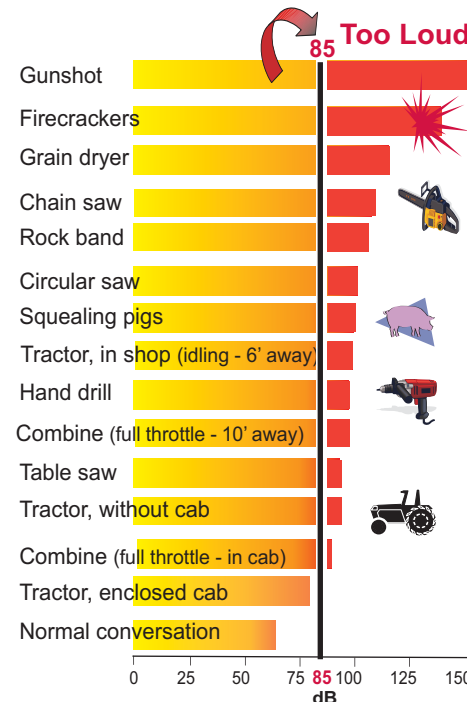 85 Too Loud
Gunshot
Firecrackers
Grain dryer
Chain saw
Rock band
Circular saw
Squealing pigs
Tractor, in shop (idling - 6’ away)
Hand drill
Combine (full throttle - 10’ away)
Table saw
Tractor, without cab
Combine (full throttle - in cab)
Tractor, enclosed cab
Normal conversation
0 25 50 75 85 100 125 150
dB